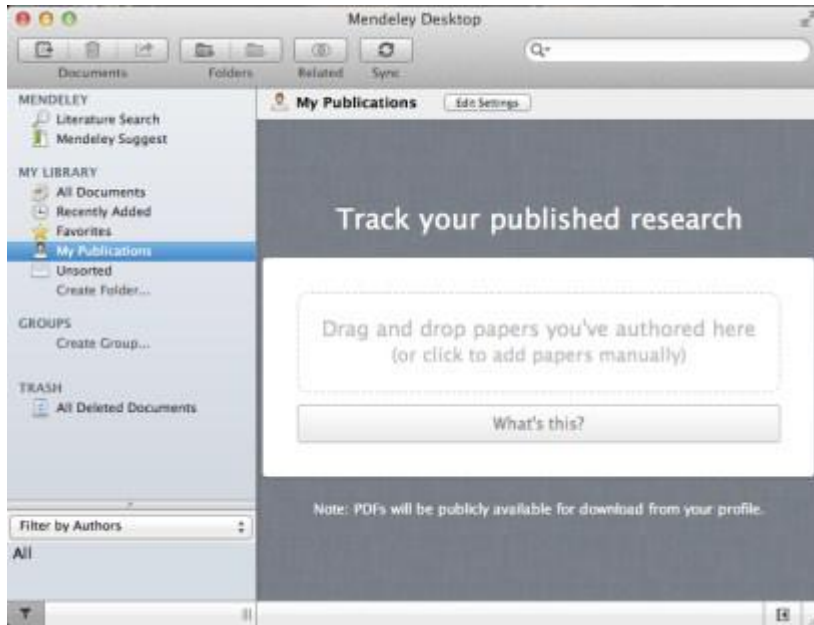 Mendeley Desktop
Documents
Folders
Related
Sync
MENDELEY
Literature Search
Mendeley Suggest
MY LIBRARY
All Documents
Recently Added
Favorites
My Publications
Unsorted
Create Folder...
GROUPS
Create Group...
TRASH
All Deleted Documents
Filter by Authors
All
My Publications
Edit Settings
Track your published research
Drag and drop papers you've authored here
(or click to add papers manually)
What's this?
Note: PDFs will be publicly available for download from your profile.